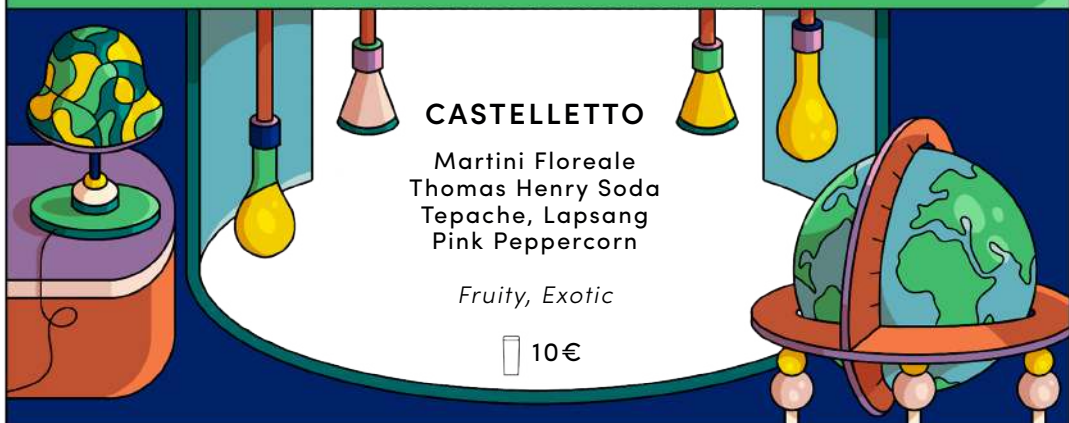 CASTELLETTO
Martini Floreale
Thomas Henry Soda
Tepache, Lapsang
Pink Peppercorn
Fruity, Exotic
10€